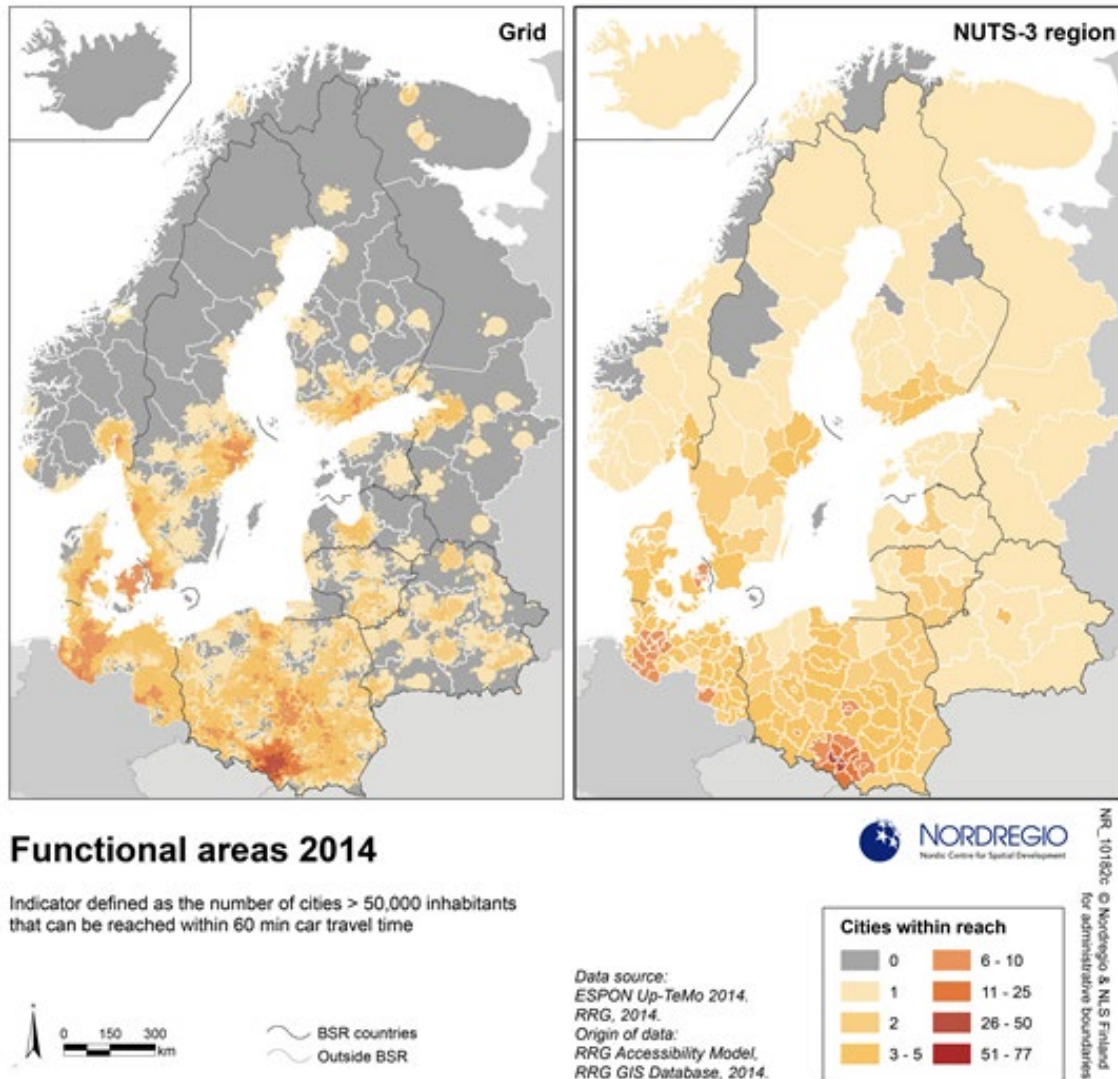 Grid
NUTS-3 region
Functional areas 2014
Indicator defined as the number of cities > 50,000 inhabitants
that can be reached within 60 min car travel time
0 150 300
km
BSR countries
Outside BSR
Data source:
ESPON Up-TeMo 2014.
RRG, 2014.
Origin of data:
RRG Accessibility Model,
RRG GIS Database, 2014.
NORDREGIO
Nordic Centre for Spatial Development
Cities within reach
0
1
2
3 - 5
6 - 10
11 - 25
26 - 50
51 - 77
NR_10182c © Nordregio & NLS Finland
for administrative boundaries